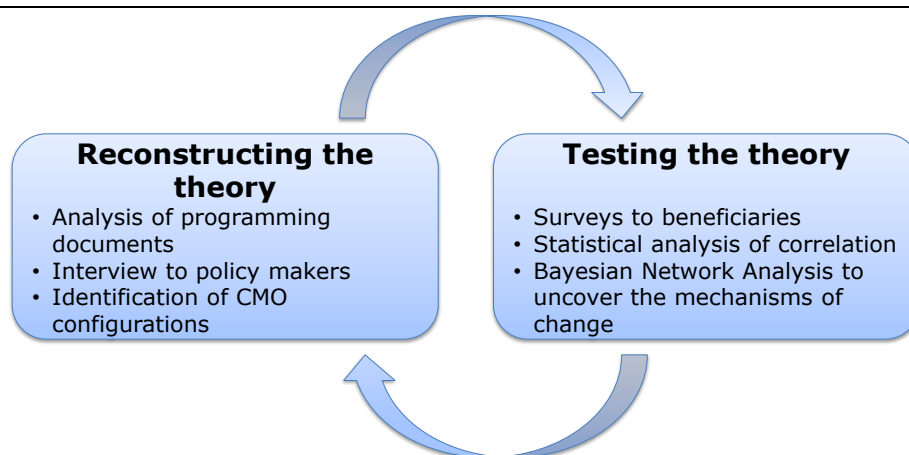 Reconstructing the
theory
• Analysis of programming
documents
• Interview to policy makers
• Identification of CMO
configurations
Testing the theory
• Surveys to beneficiaries
• Statistical analysis of correlation
• Bayesian Network Analysis to
uncover the mechanisms of
change